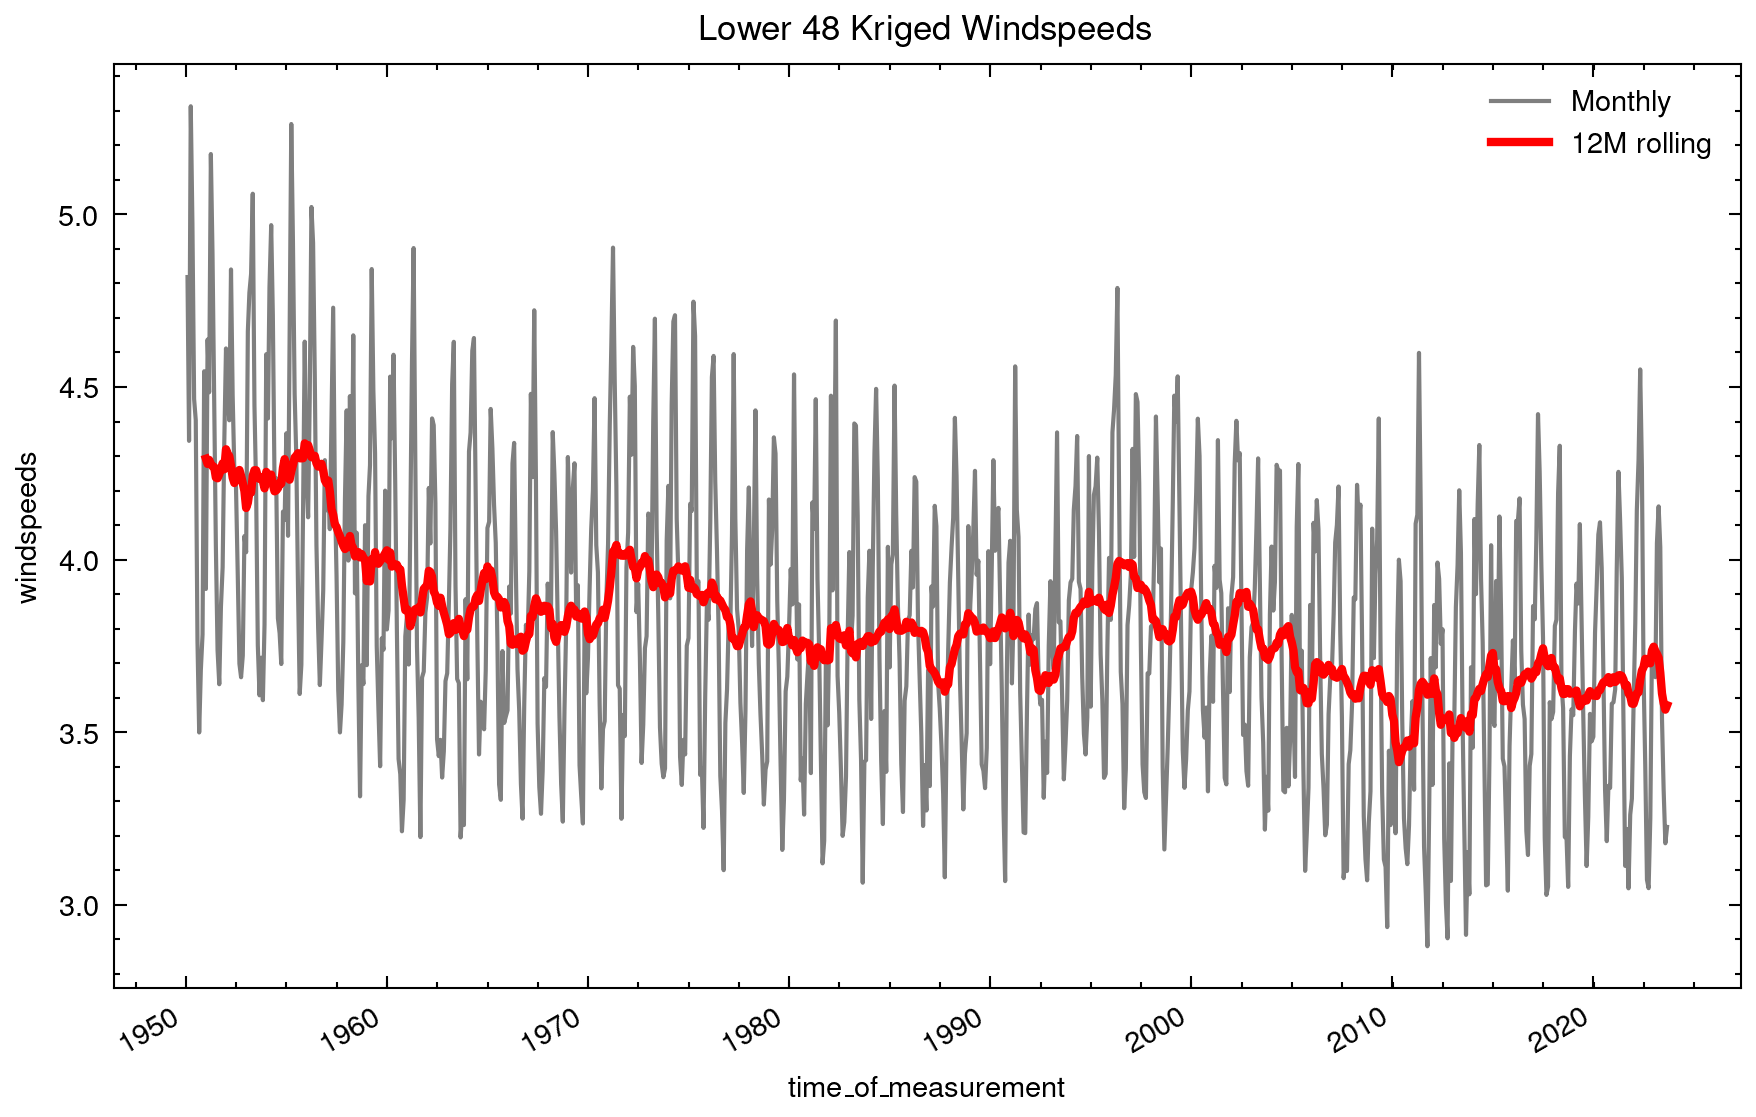 Lower 48 Kriged Windspeeds
Monthly
12M rolling
windspeeds
5.0
4.5
4.0
3.5
3.0
1950 1960 1970 1980 1990 2000 2010 2020
time_of_measurement